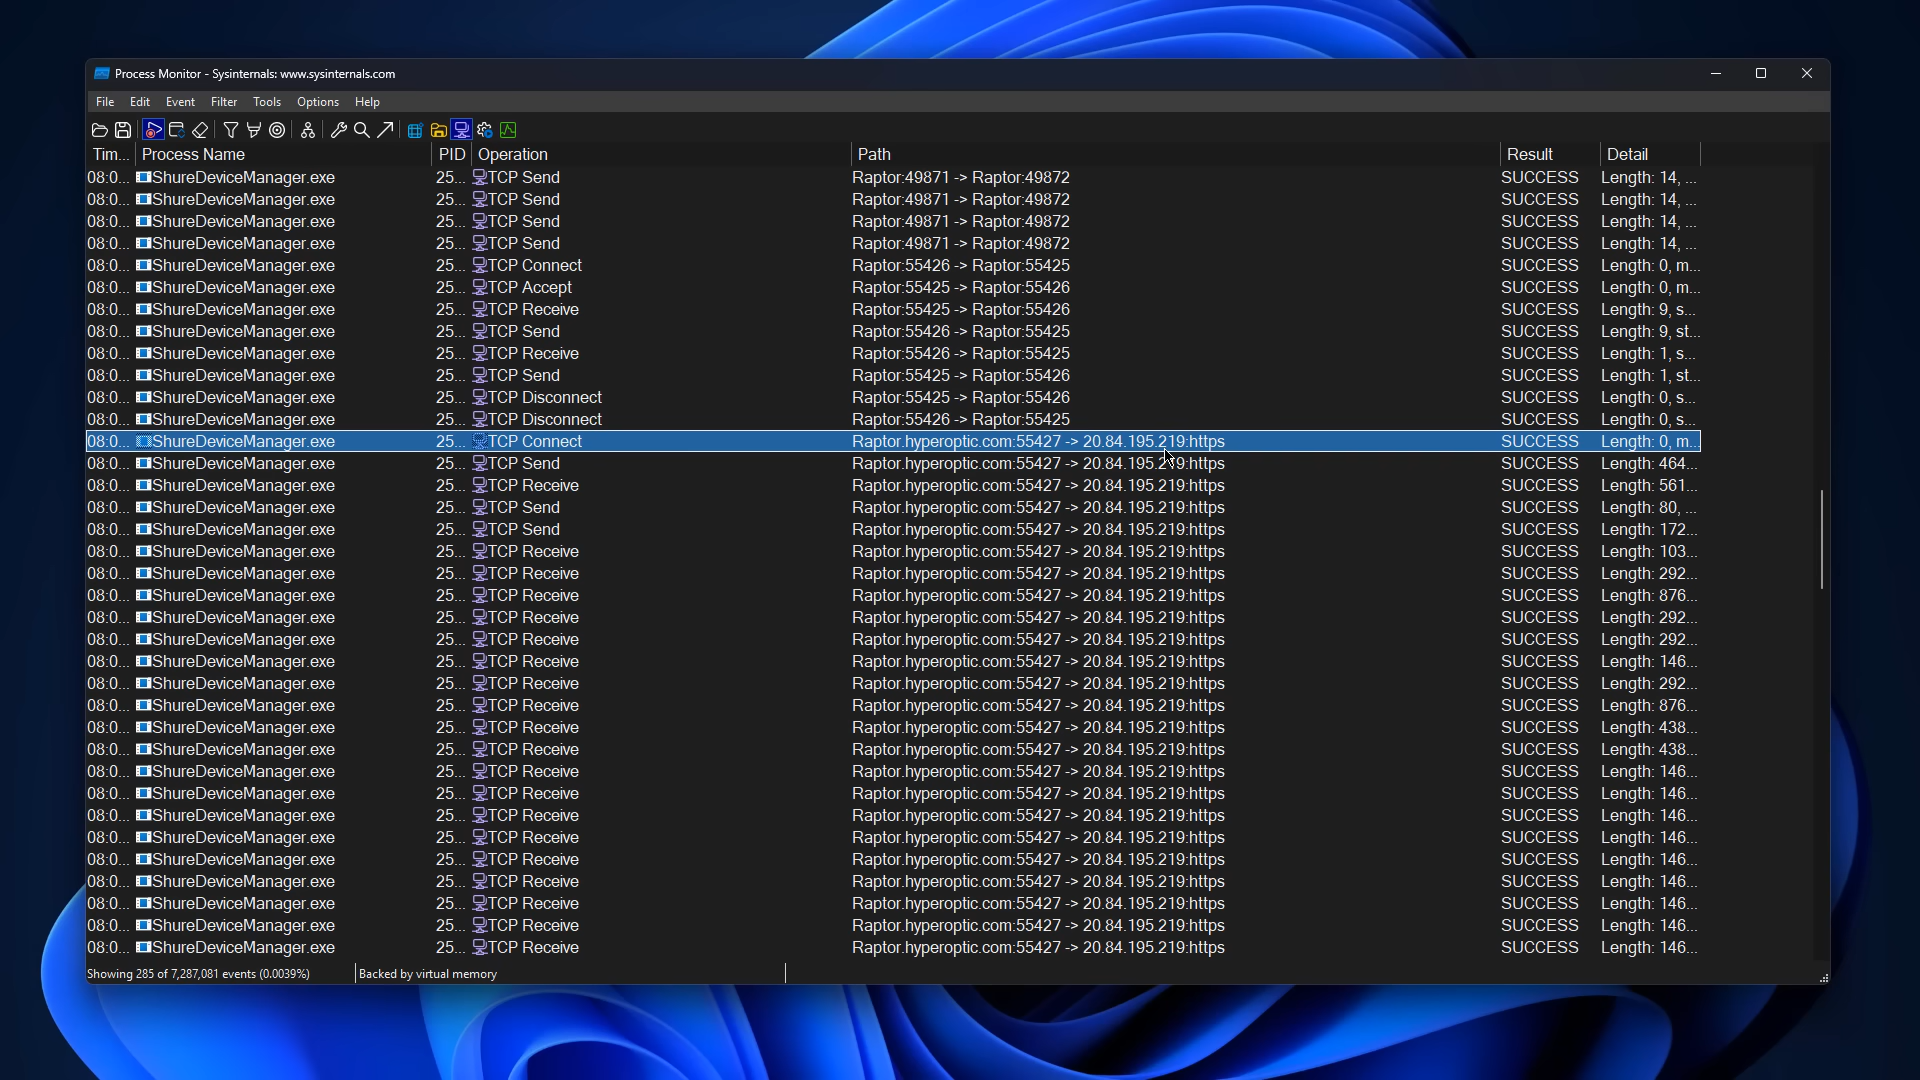 Process Monitor - Sysinternals: www.sysinternals.com
File Edit Event Filter Tools Options Help
Tim... Process Name PID Operation Path Result Detail
08:0... ShureDeviceManager.exe 25... TCP Send Raptor:49871 -> Raptor:49872 SUCCESS Length: 14, ...
08:0... ShureDeviceManager.exe 25... TCP Send Raptor:49871 -> Raptor:49872 SUCCESS Length: 14, ...
08:0... ShureDeviceManager.exe 25... TCP Send Raptor:49871 -> Raptor:49872 SUCCESS Length: 14, ...
08:0... ShureDeviceManager.exe 25... TCP Send Raptor:49871 -> Raptor:49872 SUCCESS Length: 14, ...
08:0... ShureDeviceManager.exe 25... TCP Connect Raptor:55426 -> Raptor:55425 SUCCESS Length: 0, m...
08:0... ShureDeviceManager.exe 25... TCP Accept Raptor:55425 -> Raptor:55426 SUCCESS Length: 0, m...
08:0... ShureDeviceManager.exe 25... TCP Receive Raptor:55425 -> Raptor:55426 SUCCESS Length: 9, s...
08:0... ShureDeviceManager.exe 25... TCP Send Raptor:55426 -> Raptor:55425 SUCCESS Length: 9, st...
08:0... ShureDeviceManager.exe 25... TCP Receive Raptor:55426 -> Raptor:55425 SUCCESS Length: 1, s...
08:0... ShureDeviceManager.exe 25... TCP Send Raptor:55425 -> Raptor:55426 SUCCESS Length: 1, st...
08:0... ShureDeviceManager.exe 25... TCP Disconnect Raptor:55425 -> Raptor:55426 SUCCESS Length: 0, s...
08:0... ShureDeviceManager.exe 25... TCP Disconnect Raptor:55426 -> Raptor:55425 SUCCESS Length: 0, s...
08:0... ShureDeviceManager.exe 25... TCP Connect Raptor.hyperoptic.com:55427 -> 20.84.195.219:https SUCCESS Length: 0, m...
08:0... ShureDeviceManager.exe 25... TCP Send Raptor.hyperoptic.com:55427 -> 20.84.195.219:https SUCCESS Length: 464...
08:0... ShureDeviceManager.exe 25... TCP Receive Raptor.hyperoptic.com:55427 -> 20.84.195.219:https SUCCESS Length: 561...
08:0... ShureDeviceManager.exe 25... TCP Send Raptor.hyperoptic.com:55427 -> 20.84.195.219:https SUCCESS Length: 80, ...
08:0... ShureDeviceManager.exe 25... TCP Send Raptor.hyperoptic.com:55427 -> 20.84.195.219:https SUCCESS Length: 172...
08:0... ShureDeviceManager.exe 25... TCP Receive Raptor.hyperoptic.com:55427 -> 20.84.195.219:https SUCCESS Length: 103...
08:0... ShureDeviceManager.exe 25... TCP Receive Raptor.hyperoptic.com:55427 -> 20.84.195.219:https SUCCESS Length: 292...
08:0... ShureDeviceManager.exe 25... TCP Receive Raptor.hyperoptic.com:55427 -> 20.84.195.219:https SUCCESS Length: 876...
08:0... ShureDeviceManager.exe 25... TCP Receive Raptor.hyperoptic.com:55427 -> 20.84.195.219:https SUCCESS Length: 292...
08:0... ShureDeviceManager.exe 25... TCP Receive Raptor.hyperoptic.com:55427 -> 20.84.195.219:https SUCCESS Length: 292...
08:0... ShureDeviceManager.exe 25... TCP Receive Raptor.hyperoptic.com:55427 -> 20.84.195.219:https SUCCESS Length: 146...
08:0... ShureDeviceManager.exe 25... TCP Receive Raptor.hyperoptic.com:55427 -> 20.84.195.219:https SUCCESS Length: 292...
08:0... ShureDeviceManager.exe 25... TCP Receive Raptor.hyperoptic.com:55427 -> 20.84.195.219:https SUCCESS Length: 876...
08:0... ShureDeviceManager.exe 25... TCP Receive Raptor.hyperoptic.com:55427 -> 20.84.195.219:https SUCCESS Length: 438...
08:0... ShureDeviceManager.exe 25... TCP Receive Raptor.hyperoptic.com:55427 -> 20.84.195.219:https SUCCESS Length: 438...
08:0... ShureDeviceManager.exe 25... TCP Receive Raptor.hyperoptic.com:55427 -> 20.84.195.219:https SUCCESS Length: 146...
08:0... ShureDeviceManager.exe 25... TCP Receive Raptor.hyperoptic.com:55427 -> 20.84.195.219:https SUCCESS Length: 146...
08:0... ShureDeviceManager.exe 25... TCP Receive Raptor.hyperoptic.com:55427 -> 20.84.195.219:https SUCCESS Length: 146...
08:0... ShureDeviceManager.exe 25... TCP Receive Raptor.hyperoptic.com:55427 -> 20.84.195.219:https SUCCESS Length: 146...
08:0... ShureDeviceManager.exe 25... TCP Receive Raptor.hyperoptic.com:55427 -> 20.84.195.219:https SUCCESS Length: 146...
08:0... ShureDeviceManager.exe 25... TCP Receive Raptor.hyperoptic.com:55427 -> 20.84.195.219:https SUCCESS Length: 146...
08:0... ShureDeviceManager.exe 25... TCP Receive Raptor.hyperoptic.com:55427 -> 20.84.195.219:https SUCCESS Length: 146...
08:0... ShureDeviceManager.exe 25... TCP Receive Raptor.hyperoptic.com:55427 -> 20.84.195.219:https SUCCESS Length: 146...
08:0... ShureDeviceManager.exe 25... TCP Receive Raptor.hyperoptic.com:55427 -> 20.84.195.219:https SUCCESS Length: 146...
Showing 285 of 7,287,081 events (0.0039%) Backed by virtual memory